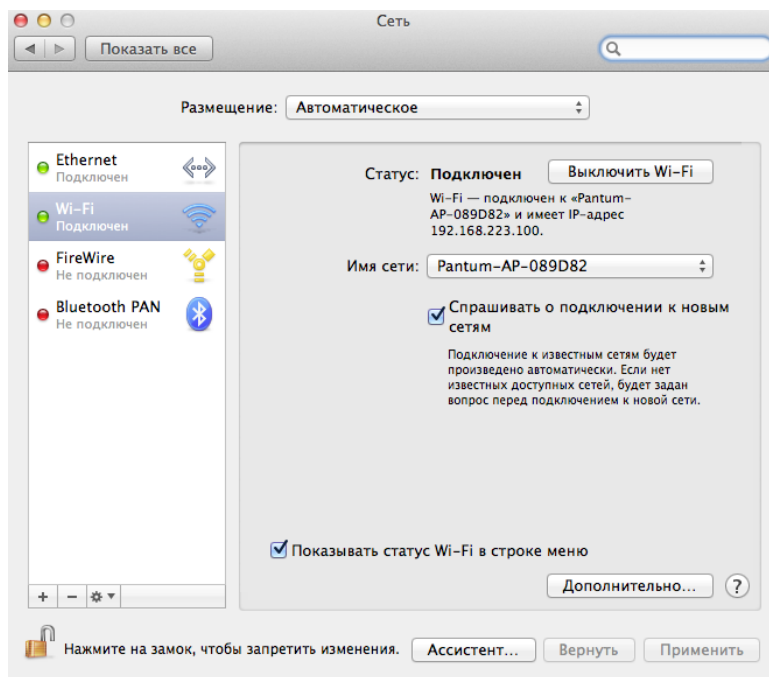 Сеть
Показать все
Размещение: Автоматическое
Ethernet
Подключен
Wi-Fi
Подключен
FireWire
Не подключен
Bluetooth PAN
Не подключен
Статус: Подключен Выключить Wi-Fi
Wi-Fi — подключен к «Pantum-
AP-089D82» и имеет IP-адрес
192.168.223.100.
Имя сети: Pantum-AP-089D82
Спрашивать о подключении к новым
сетям
Подключение к известным сетям будет
произведено автоматически. Если нет
известных доступных сетей, будет задан
вопрос перед подключением к новой сети.
Показывать статус Wi-Fi в строке меню
Дополнительно... ?
Нажмите на замок, чтобы запретить изменения. Ассистент... Вернуть Применить